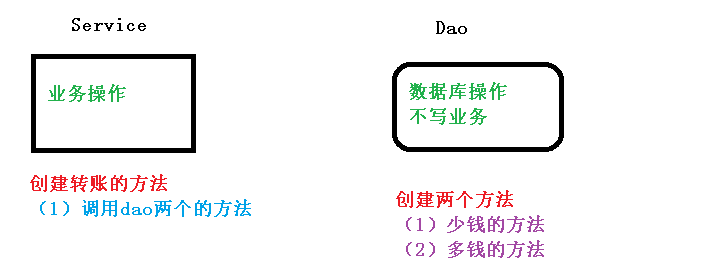 Service
业务操作
创建转账的方法
（1）调用dao两个的方法
Dao
数据库操作
不写业务
创建两个方法
（1）少钱的方法
（2）多钱的方法